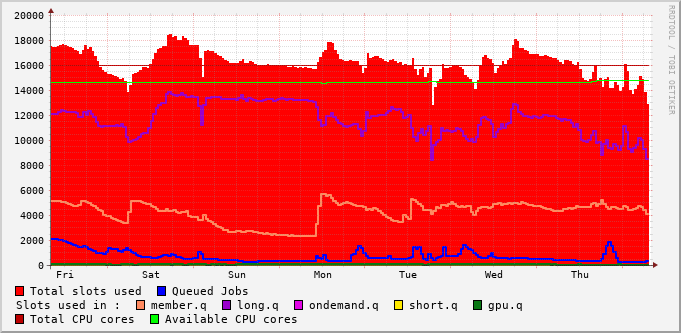 20000
18000
16000
14000
12000
10000
8000
6000
4000
2000
0
Fri Sat Sun Mon Tue Wed Thu
RRDTOOL / TOBI OETIKER
Total slots used Queued Jobs
Slots used in : member.q long.q ondemand.q short.q gpu.q
Total CPU cores Available CPU cores